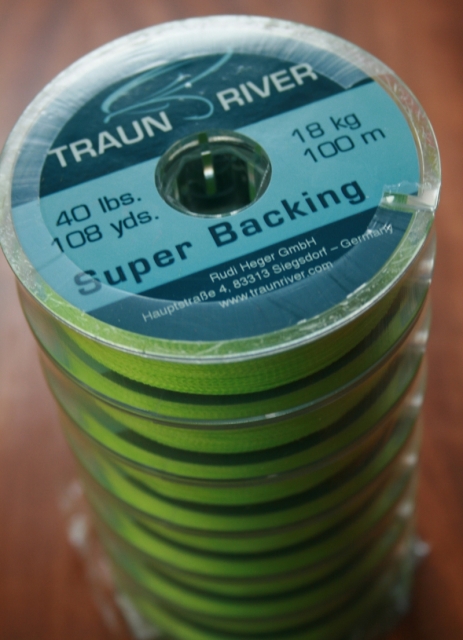 TRAUN RIVER
18 kg
100 m
40 lbs.
108 yds.
Super Backing
Rudi Heger GmbH
Hauptstraße 4, 83313 Siegsdorf – Germany
www.traunriver.com